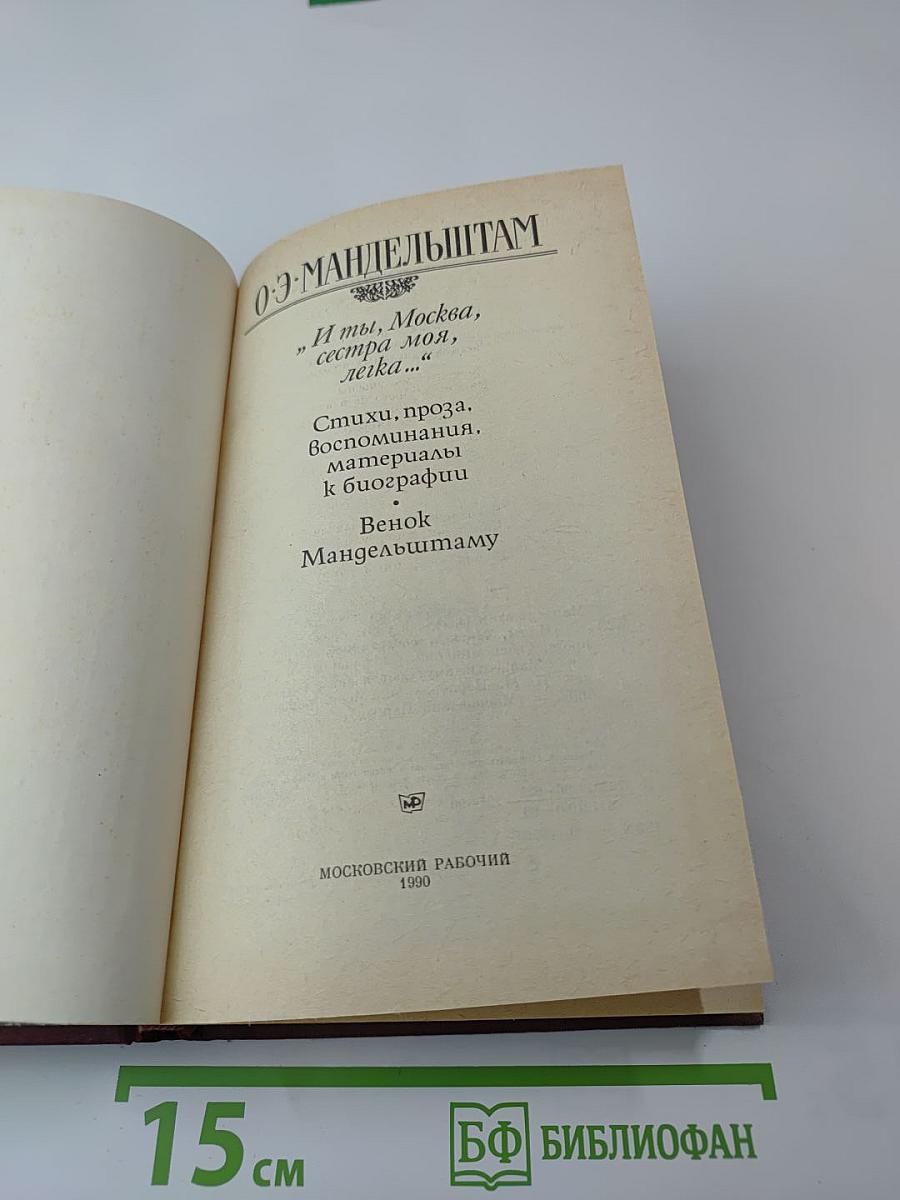 О·Э·МАНДЕЛЬШТАМ
„И ты, Москва,
сестра моя,
легка..."
Стихи, проза,
воспоминания,
материалы
к биографии
•
Венок
Мандельштаму
МР
МОСКОВСКИЙ РАБОЧИЙ
1990
15 см
БФ БИБЛИОФАН